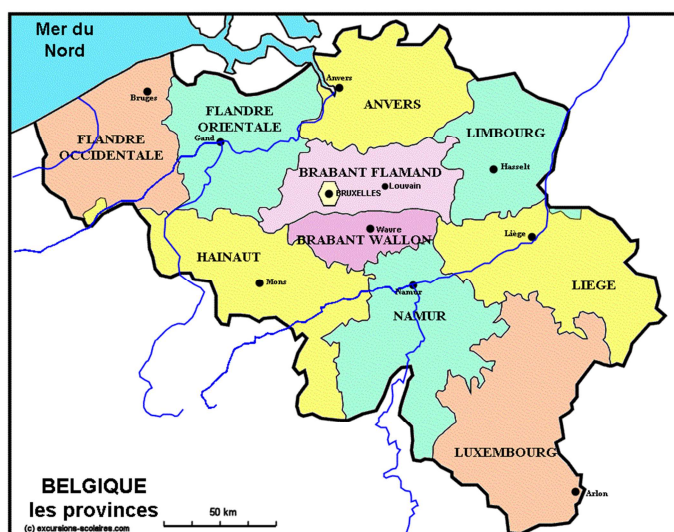 Mer du
Nord
Anvers
Bruges
FLANDRE
ORIENTALE
ANVERS
LIMBOURG
Gand
FLANDRE
OCCIDENTALE
BRABANT FLAMAND
Hasselt
Louvain
BRUXELLES
Wavre
BRABANT WALLON
Liège
HAINAUT
Mons
Namur
LIEGE
NAMUR
LUXEMBOURG
Arlon
BELGIQUE
les provinces
50 km
(c) excursions-scolaires.com